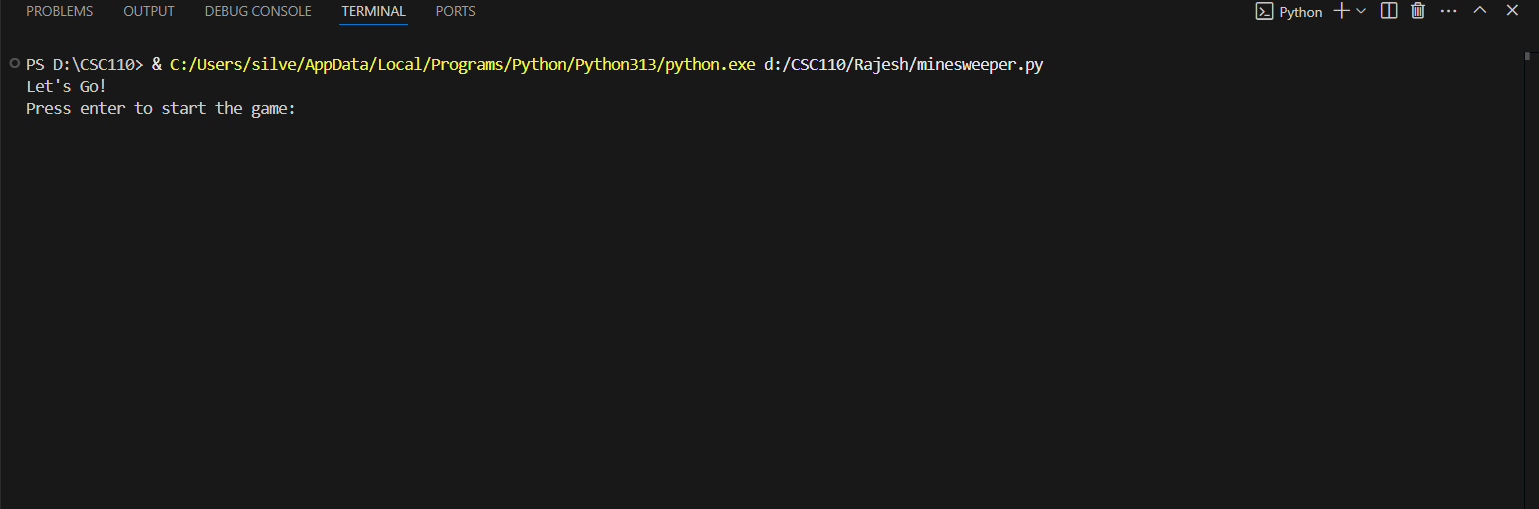 PROBLEMS OUTPUT DEBUG CONSOLE TERMINAL PORTS Python
PS D:\CSC110> & C:/Users/silve/AppData/Local/Programs/Python/Python313/python.exe d:/CSC110/Rajesh/minesweeper.py
Let's Go!
Press enter to start the game: